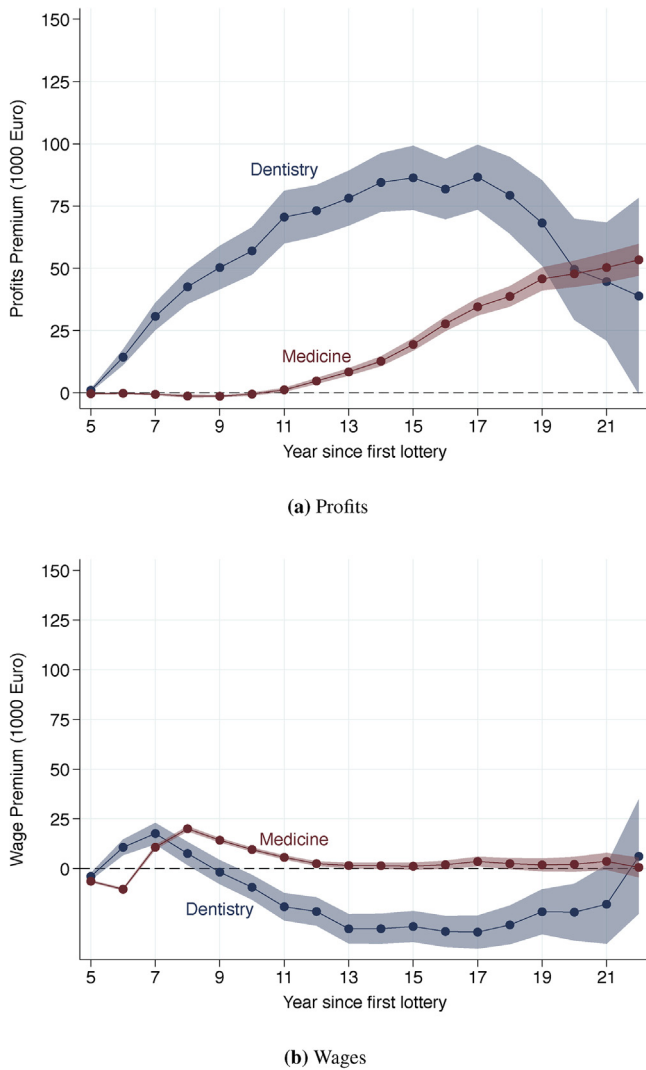 150
125
100
75
50
25
0
Profits Premium (1000 Euro)
Dentistry
Medicine
5 7 9 11 13 15 17 19 21
Year since first lottery
(a) Profits
150
125
100
75
50
25
0
Wage Premium (1000 Euro)
Medicine
Dentistry
5 7 9 11 13 15 17 19 21
Year since first lottery
(b) Wages